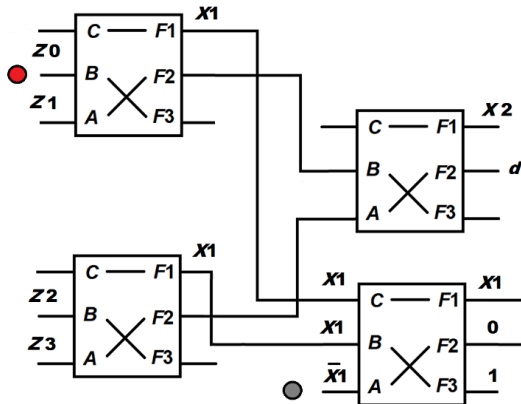 X1
C F1
Z0
B F2
Z1
A F3
X2
C F1
B F2 d
A F3
X1
C F1
Z2
B F2
Z3
A F3
X1 C F1 X1
X1 B F2 0
X̄1 A F3 1